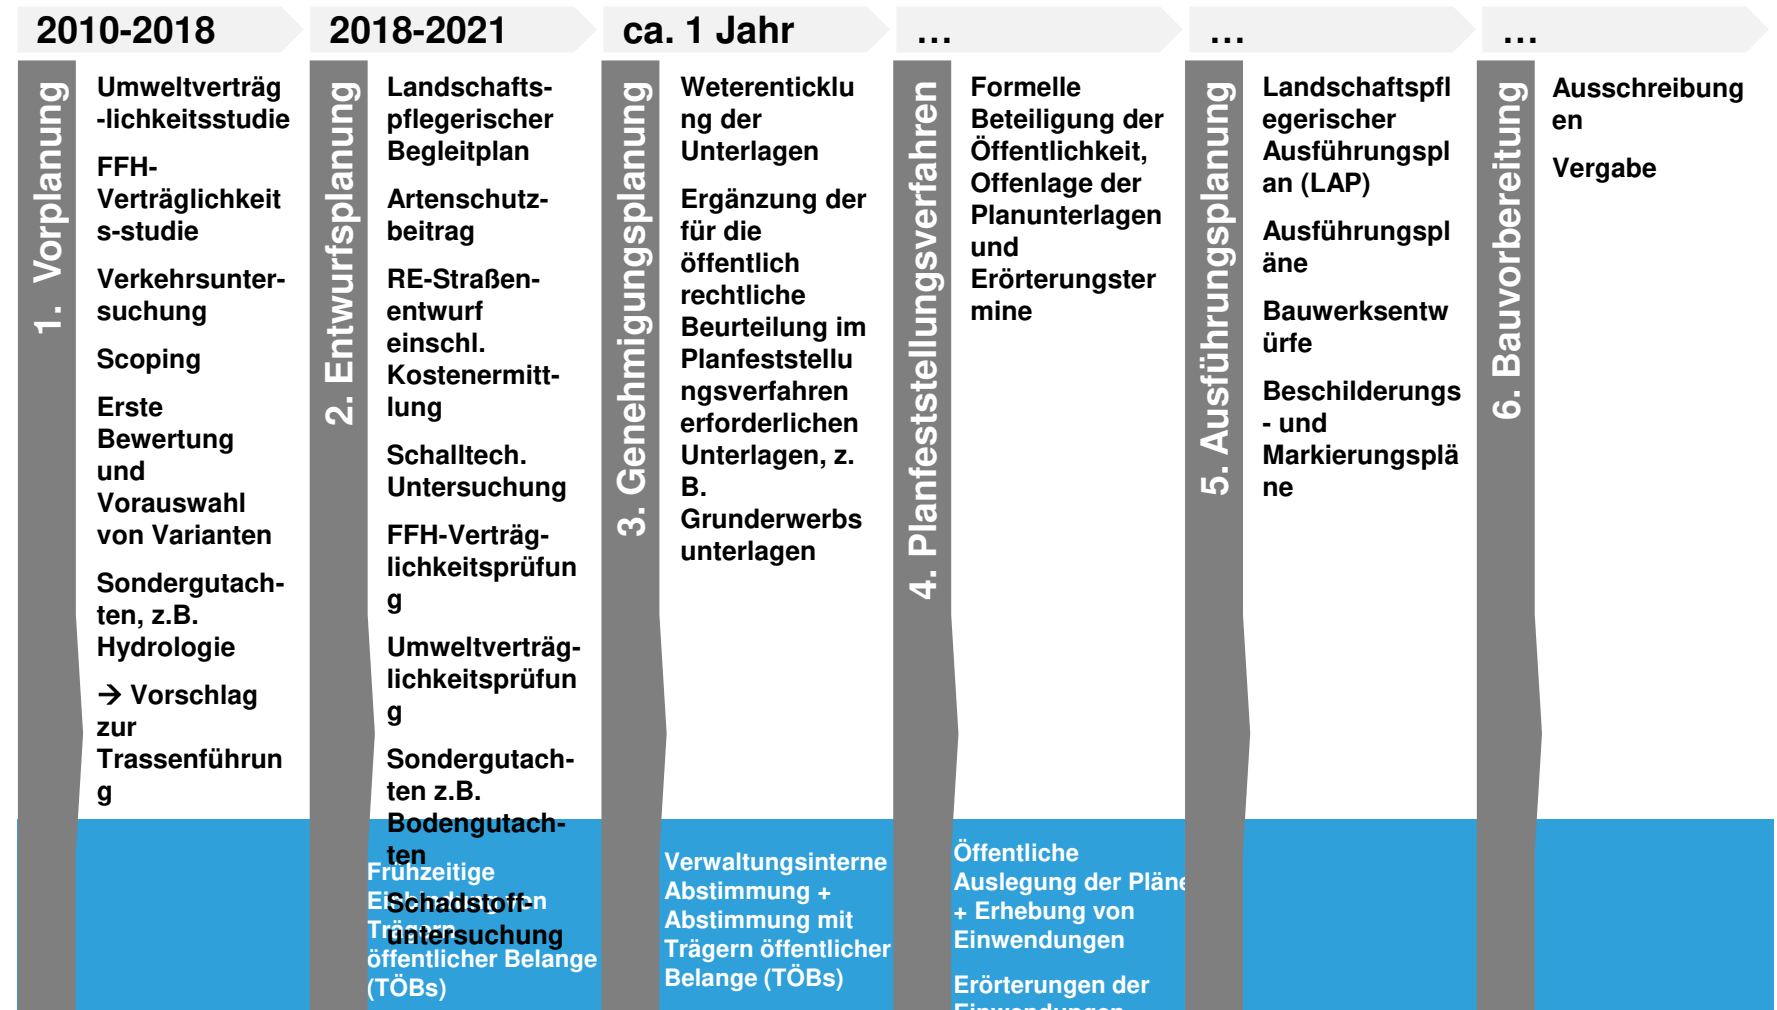 2010-2018
2018-2021
ca. 1 Jahr
…
…
…
1. Vorplanung
Umweltverträg
-lichkeitsstudie
FFH-
Verträglichkeit
s-studie
Verkehrsunter-
suchung
Scoping
Erste
Bewertung
und
Vorauswahl
von Varianten
Sondergutach-
ten, z.B.
Hydrologie
→ Vorschlag
zur
Trassenführun
g
2. Entwurfsplanung
Landschafts-
pflegerischer
Begleitplan
Artenschutz-
beitrag
RE-Straßen-
entwurf
einschl.
Kostenermitt-
lung
Schalltech.
Untersuchung
FFH-Verträg-
lichkeitsprüfun
g
Umweltverträg-
lichkeitsprüfun
g
Sondergutach-
ten z.B.
Bodengutach-
ten
Schadstoff-
untersuchung
Frühzeitige
Einbindung von
Trägern
öffentlicher Belange
(TÖBs)
3. Genehmigungsplanung
Weterenticklu
ng der
Unterlagen
Ergänzung der
für die
öffentlich
rechtliche
Beurteilung im
Planfeststellu
ngsverfahren
erforderlichen
Unterlagen, z.
B.
Grunderwerbs
unterlagen
Verwaltungsinterne
Abstimmung +
Abstimmung mit
Trägern öffentlicher
Belange (TÖBs)
4. Planfeststellungsverfahren
Formelle
Beteiligung der
Öffentlichkeit,
Offenlage der
Planunterlagen
und
Erörterungster
mine
Öffentliche
Auslegung der Pläne
+ Erhebung von
Einwendungen
Erörterungen der
Einwendungen
5. Ausführungsplanung
Landschaftspfl
egerischer
Ausführungspl
an (LAP)
Ausführungspl
äne
Bauwerksentw
ürfe
Beschilderungs
- und
Markierungsplä
ne
6. Bauvorbereitung
Ausschreibung
en
Vergabe